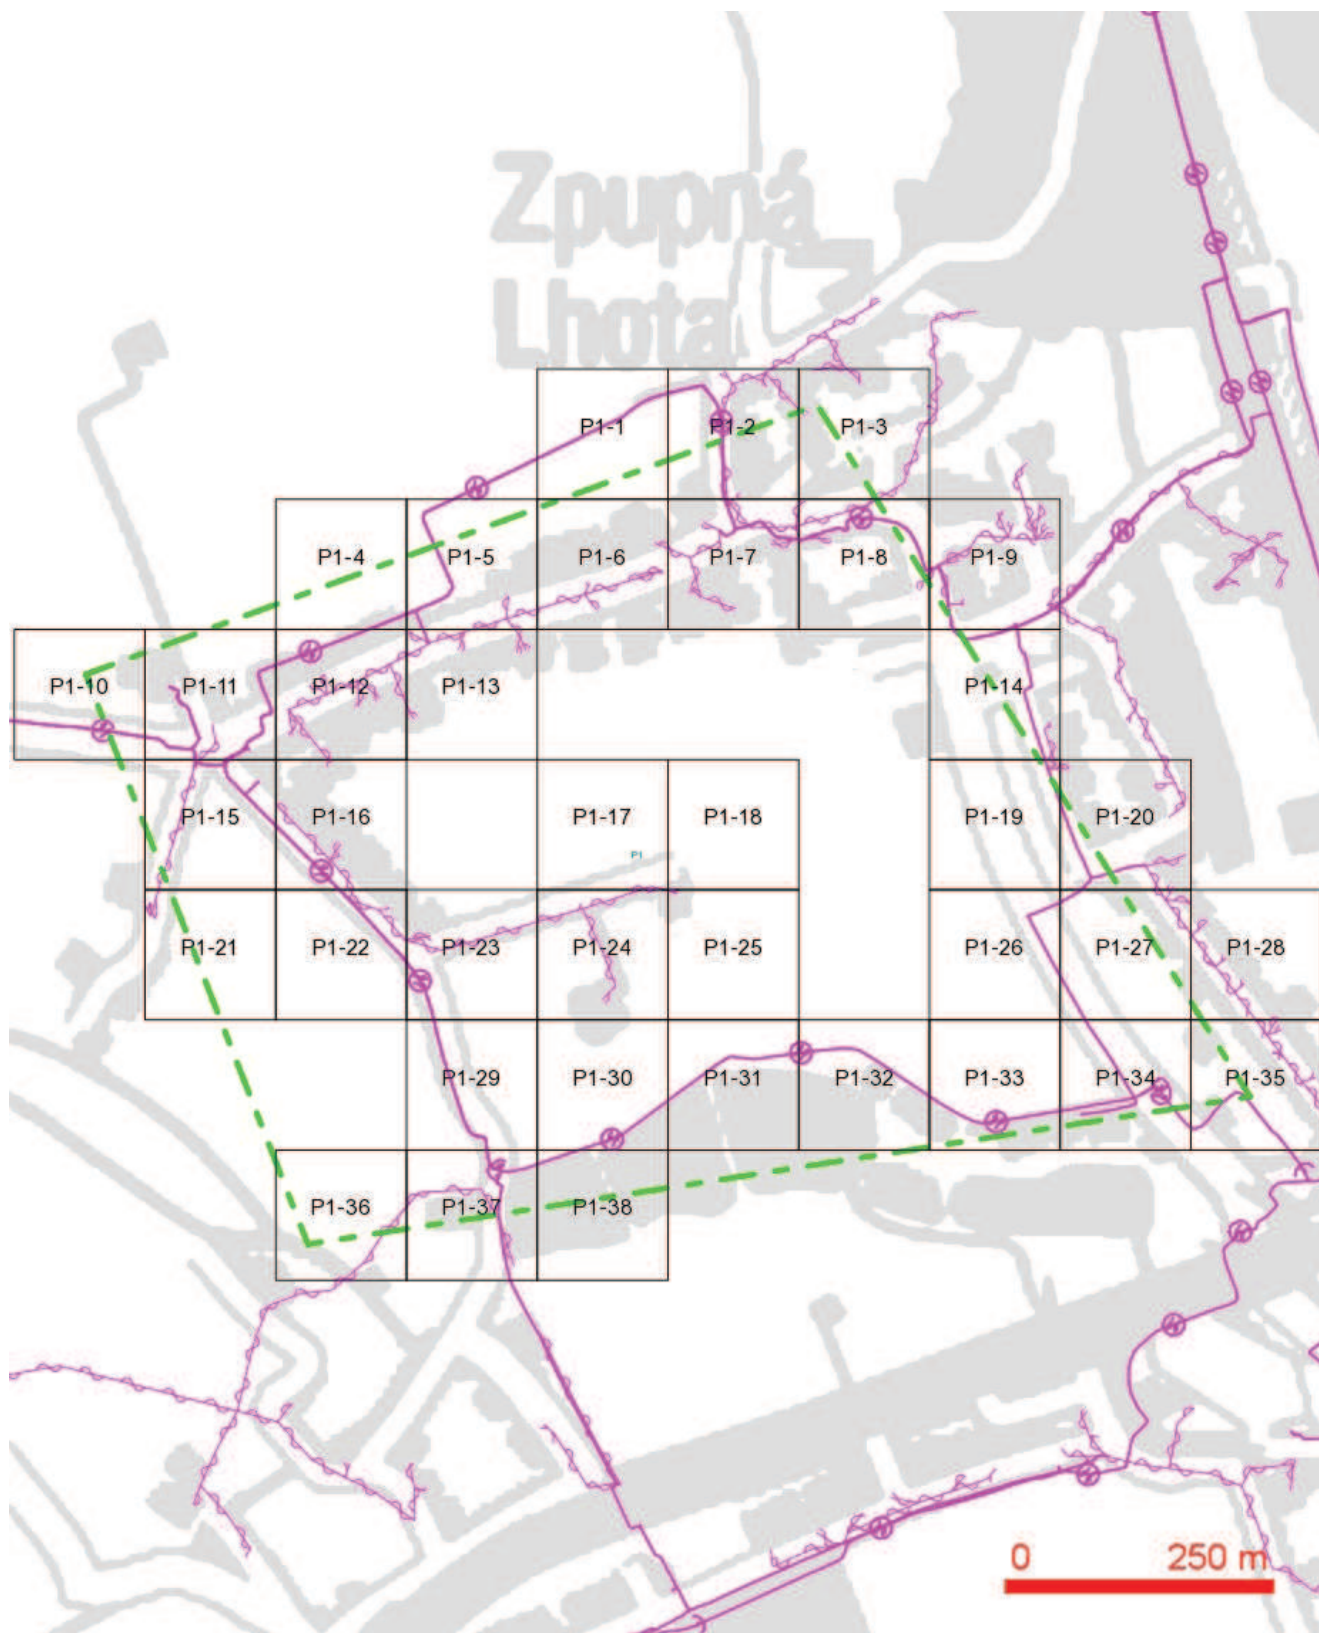 Zpupná
Lhota
P1-1 P1-2 P1-3
P1-4 P1-5 P1-6 P1-7 P1-8 P1-9
P1-10 P1-11 P1-12 P1-13 P1-14
P1-15 P1-16 P1-17 P1-18 P1-19 P1-20
P1
P1-21 P1-22 P1-23 P1-24 P1-25 P1-26 P1-27 P1-28
P1-29 P1-30 P1-31 P1-32 P1-33 P1-34 P1-35
P1-36 P1-37 P1-38
0 250 m